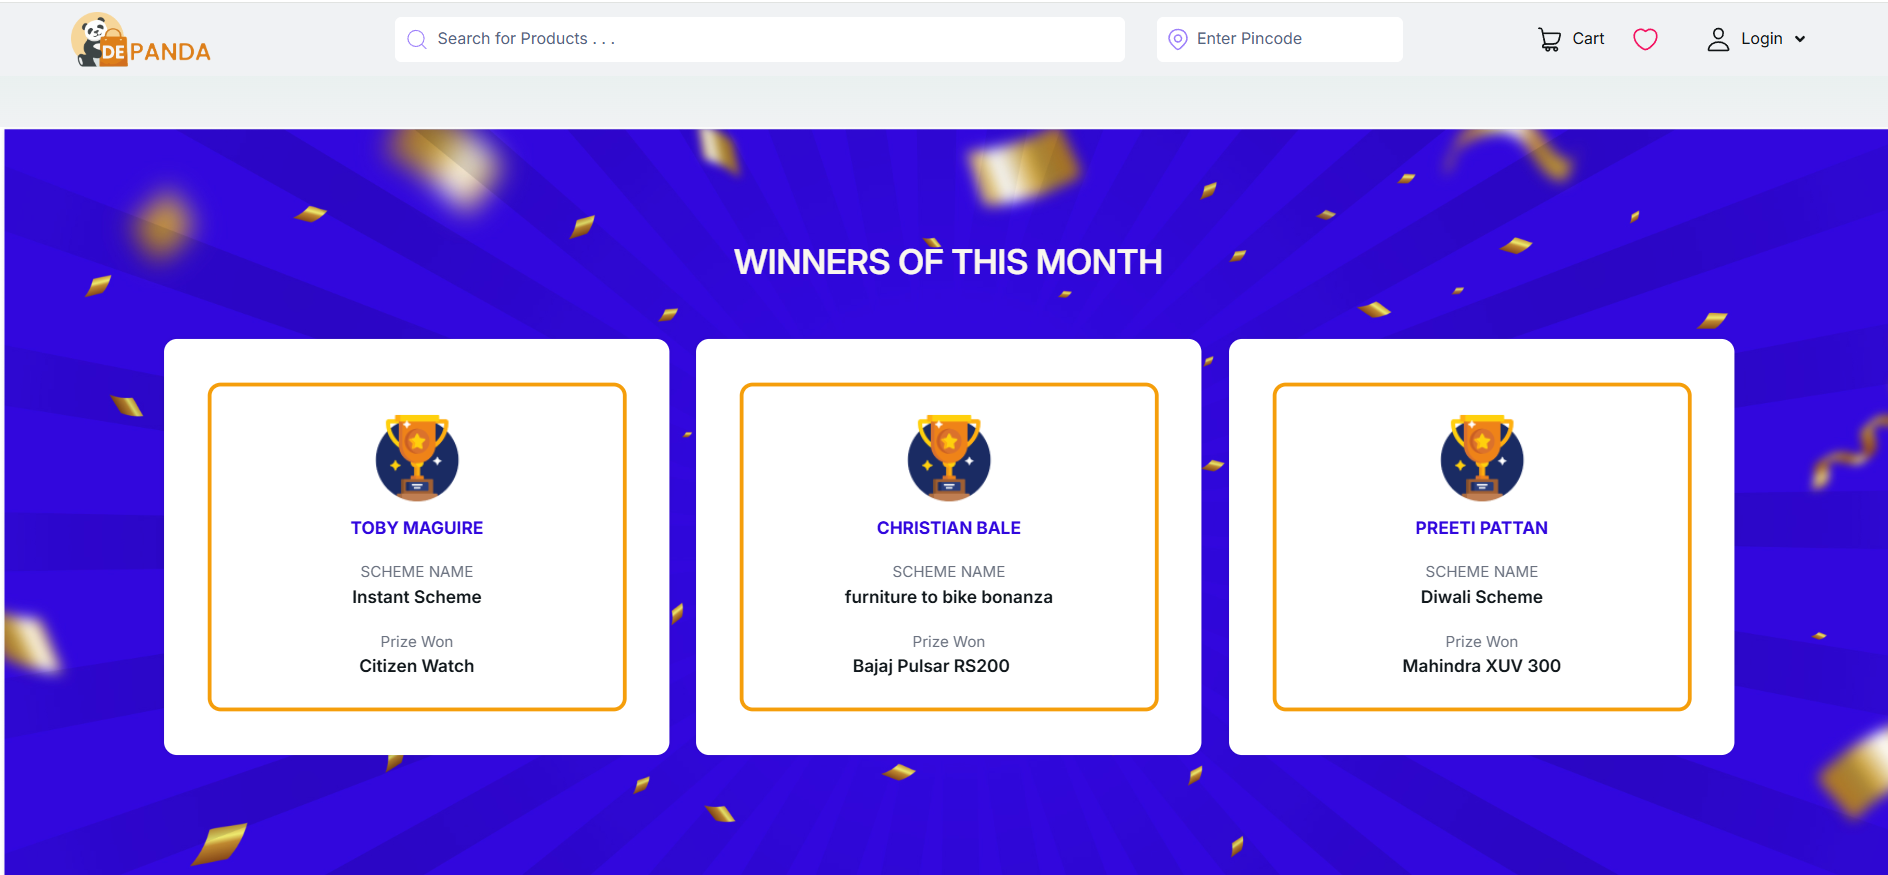 DE PANDA
Search for Products . . .
Enter Pincode
Cart
Login
WINNERS OF THIS MONTH
TOBY MAGUIRE
SCHEME NAME
Instant Scheme
Prize Won
Citizen Watch
CHRISTIAN BALE
SCHEME NAME
furniture to bike bonanza
Prize Won
Bajaj Pulsar RS200
PREETI PATTAN
SCHEME NAME
Diwali Scheme
Prize Won
Mahindra XUV 300